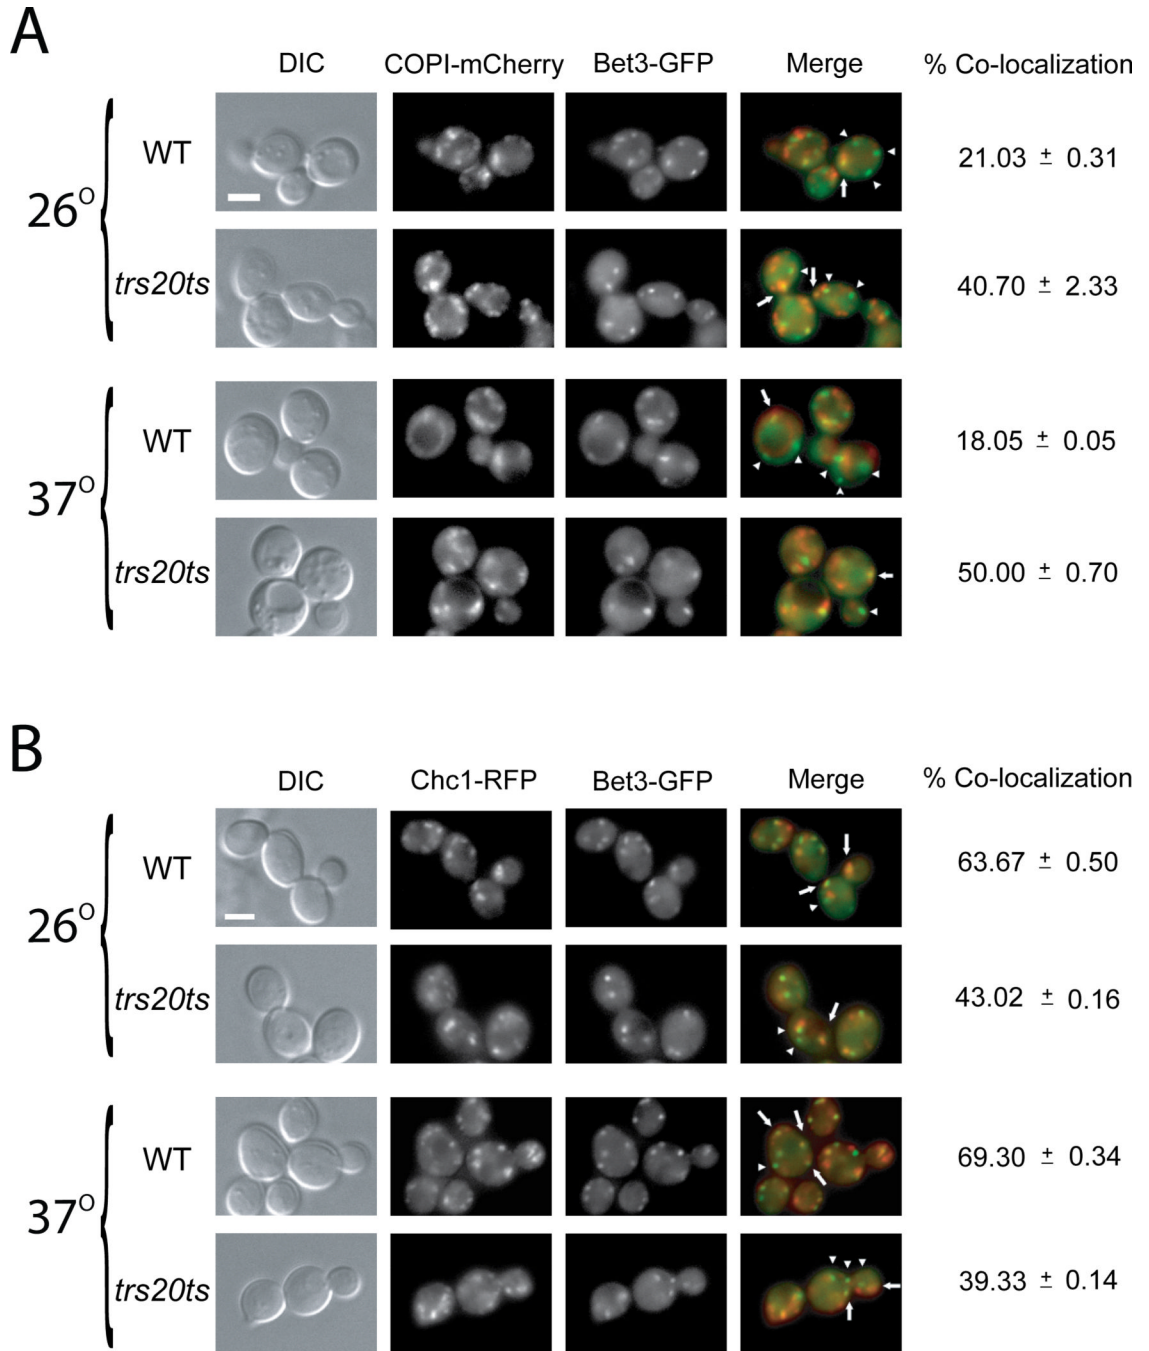 A
DIC COPI-mCherry Bet3-GFP Merge % Co-localization
WT 21.03 ± 0.31
26°
trs20ts 40.70 ± 2.33
WT 18.05 ± 0.05
37°
trs20ts 50.00 ± 0.70
B
DIC Chc1-RFP Bet3-GFP Merge % Co-localization
WT 63.67 ± 0.50
26°
trs20ts 43.02 ± 0.16
WT 69.30 ± 0.34
37°
trs20ts 39.33 ± 0.14